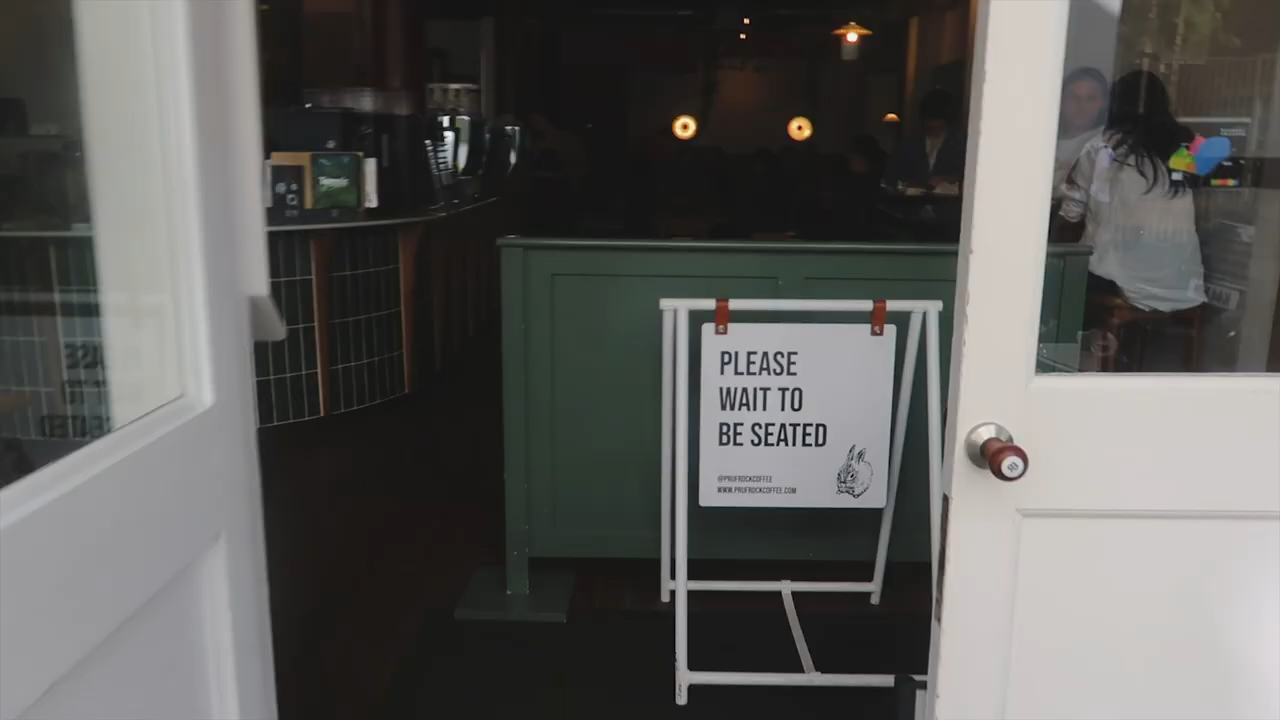 PLEASE
WAIT TO
BE SEATED
@PRUFROCKCOFFEE
WWW.PRUFROCKCOFFEE.COM